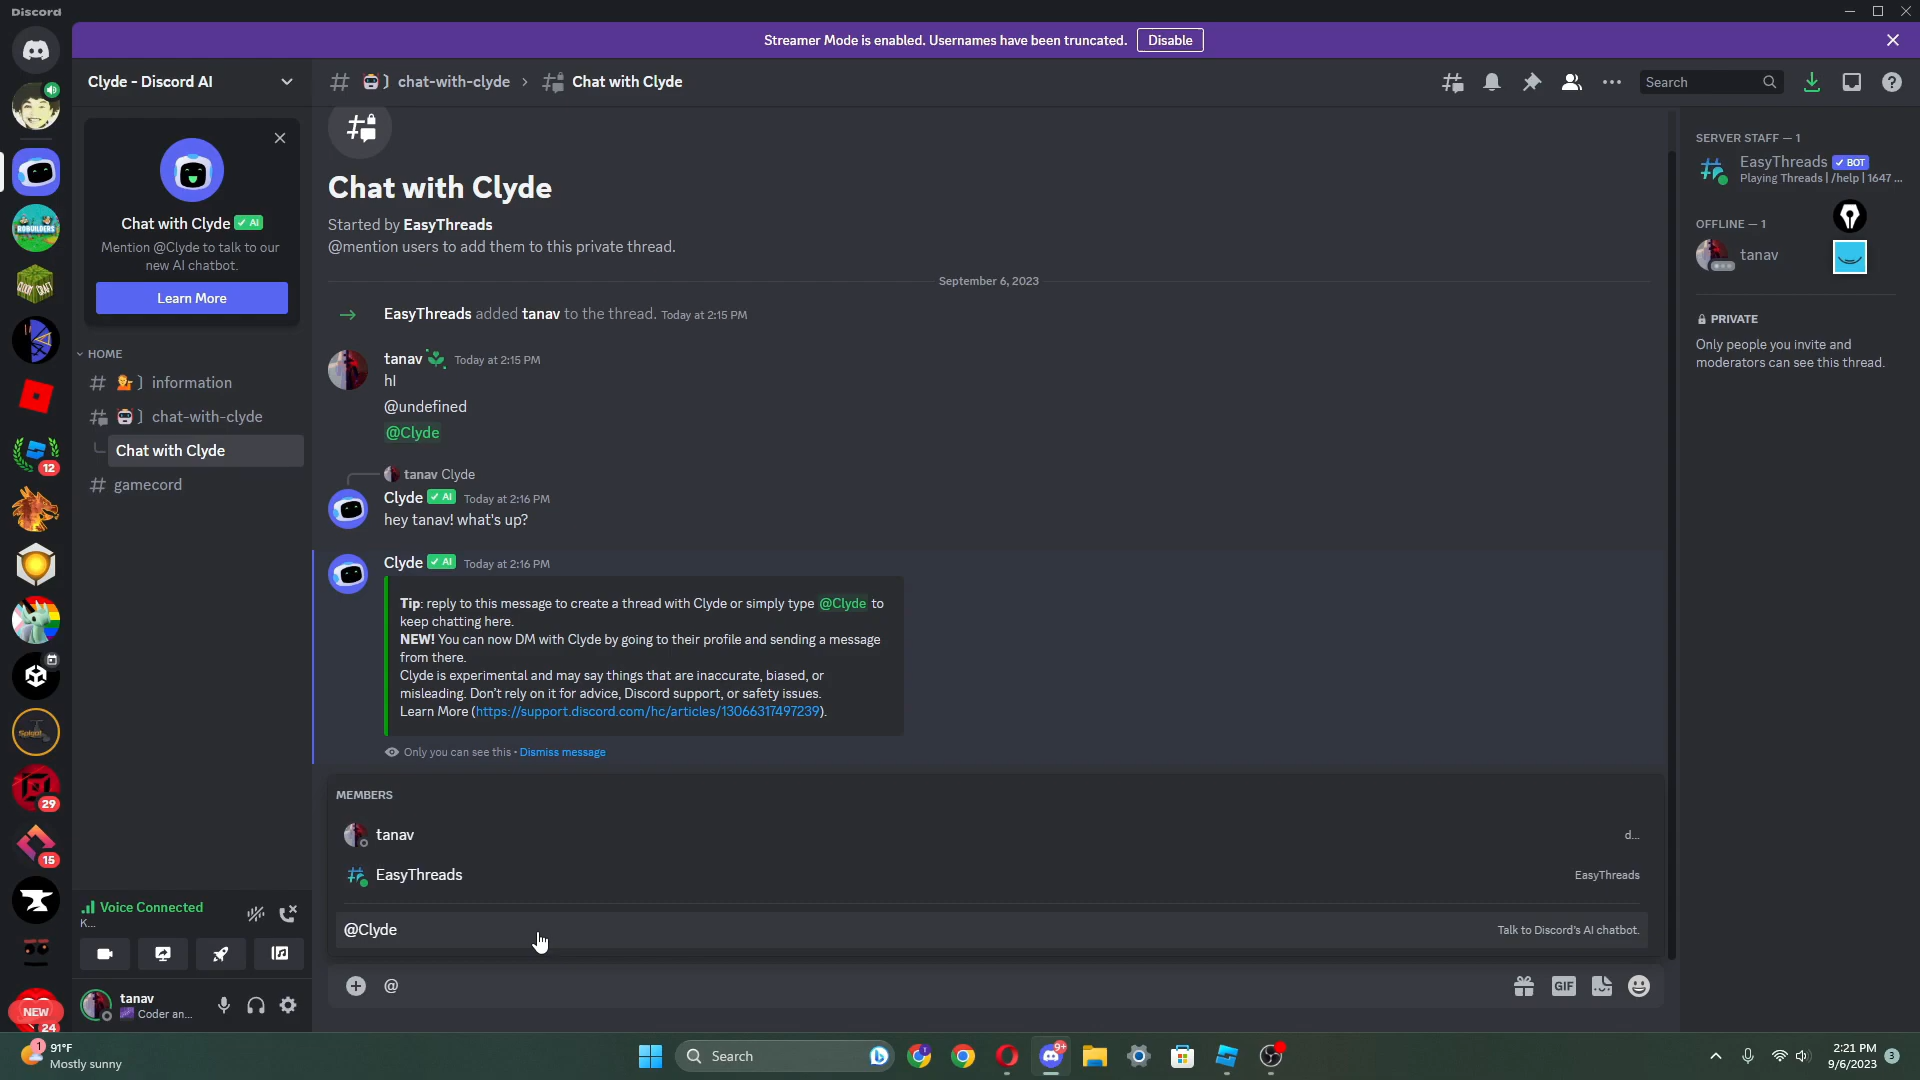 Discord
Streamer Mode is enabled. Usernames have been truncated.
Disable
Clyde - Discord AI
chat-with-clyde
Chat with Clyde
Search
Chat with Clyde
AI
Mention @Clyde to talk to our
new AI chatbot.
Learn More
HOME
information
chat-with-clyde
Chat with Clyde
gamecord
Chat with Clyde
Started by EasyThreads
@mention users to add them to this private thread.
September 6, 2023
EasyThreads added tanav to the thread. Today at 2:15 PM
tanav Today at 2:15 PM
hI
@undefined
@Clyde
tanav Clyde
Clyde AI Today at 2:16 PM
hey tanav! what's up?
Clyde AI Today at 2:16 PM
Tip: reply to this message to create a thread with Clyde or simply type @Clyde to
keep chatting here.
NEW! You can now DM with Clyde by going to their profile and sending a message
from there.
Clyde is experimental and may say things that are inaccurate, biased, or
misleading. Don't rely on it for advice, Discord support, or safety issues.
Learn More (https://support.discord.com/hc/articles/13066317497239).
Only you can see this • Dismiss message
MEMBERS
tanav
d...
EasyThreads
EasyThreads
@Clyde
Talk to Discord's AI chatbot.
@
GIF
SERVER STAFF — 1
EasyThreads BOT
Playing Threads | /help | 1647 ...
OFFLINE — 1
tanav
PRIVATE
Only people you invite and
moderators can see this thread.
ROBUILDERS
12
Spigot
29
15
NEW
24
Voice Connected
K...
tanav
Coder an...
1
91°F
Mostly sunny
Search
9+
2:21 PM
9/6/2023
3